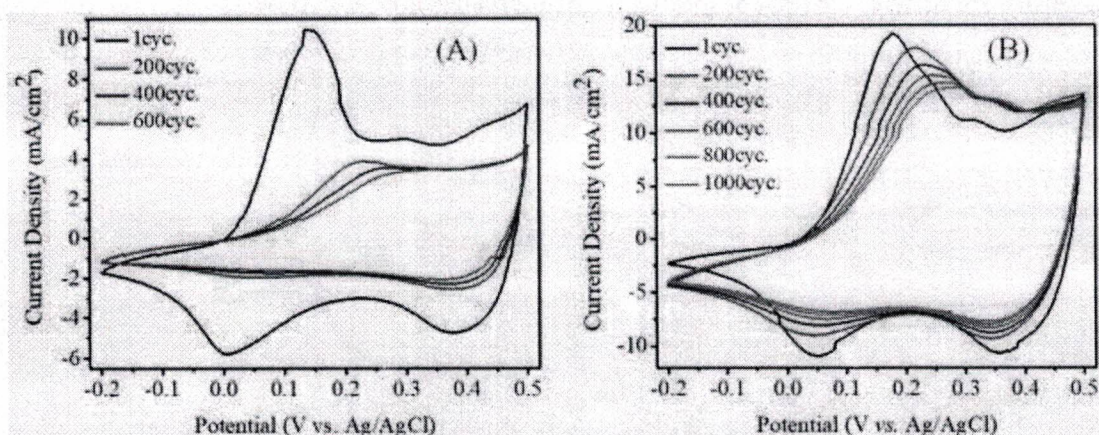 (A)
1cyc.
200cyc.
400cyc.
600cyc.
10
8
6
4
2
0
-2
-4
-6
Current Density (mA/cm²)
-0.2 -0.1 0.0 0.1 0.2 0.3 0.4 0.5
Potential (V vs. Ag/AgCl)
(B)
1cyc.
200cyc.
400cyc.
600cyc.
800cyc.
1000cyc.
20
15
10
5
0
-5
-10
Current Density (mA/cm²)
-0.2 -0.1 0.0 0.1 0.2 0.3 0.4 0.5
Potential (V vs. Ag/AgCl)